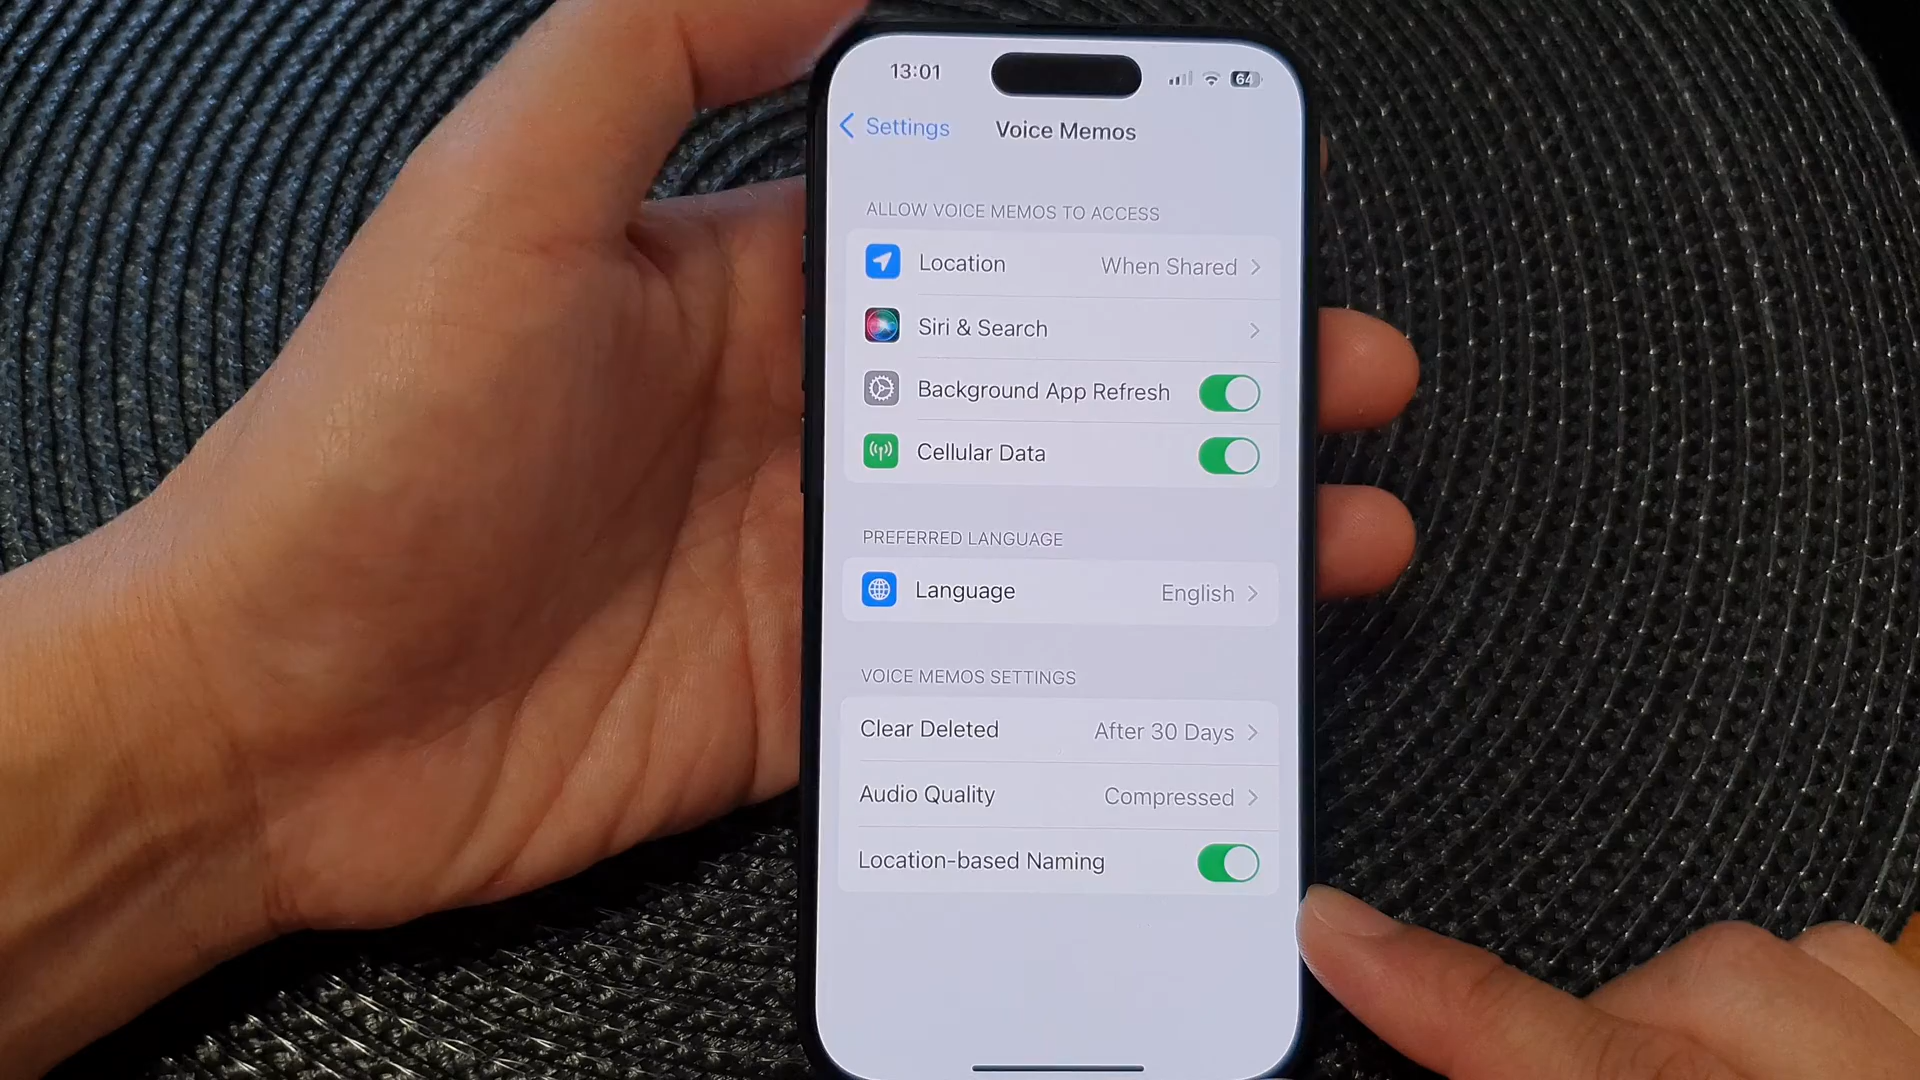 13:01
64
Settings
Voice Memos
ALLOW VOICE MEMOS TO ACCESS
Location When Shared
Siri & Search
Background App Refresh
Cellular Data
PREFERRED LANGUAGE
Language English
VOICE MEMOS SETTINGS
Clear Deleted After 30 Days
Audio Quality Compressed
Location-based Naming